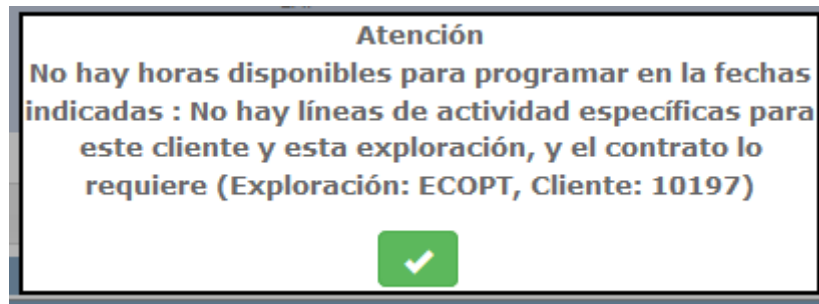 Atención
No hay horas disponibles para programar en la fechas
indicadas : No hay líneas de actividad específicas para
este cliente y esta exploración, y el contrato lo
requiere (Exploración: ECOPT, Cliente: 10197)